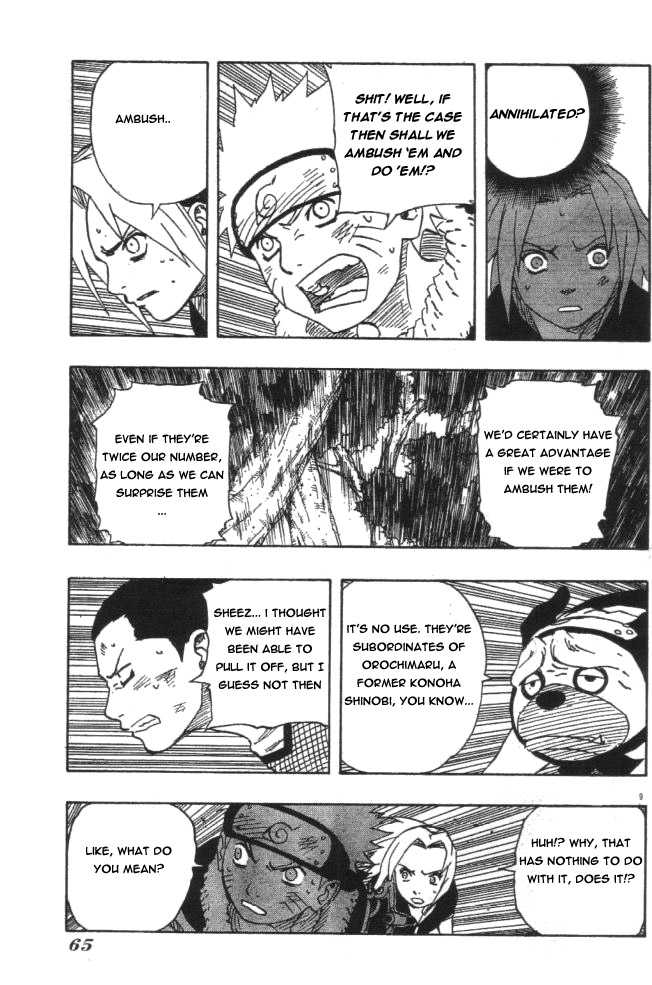 ANNIHILATED?
SHIT! WELL, IF
THAT'S THE CASE
THEN SHALL WE
AMBUSH 'EM AND
DO 'EM!?
AMBUSH..
WE'D CERTAINLY HAVE
A GREAT ADVANTAGE
IF WE WERE TO
AMBUSH THEM!
EVEN IF THEY'RE
TWICE OUR NUMBER,
AS LONG AS WE CAN
SURPRISE THEM
...
IT'S NO USE. THEY'RE
SUBORDINATES OF
OROCHIMARU, A
FORMER KONOHA
SHINOBI, YOU KNOW...
SHEEZ... I THOUGHT
WE MIGHT HAVE
BEEN ABLE TO
PULL IT OFF, BUT I
GUESS NOT THEN
9
HUH!? WHY, THAT
HAS NOTHING TO DO
WITH IT, DOES IT!?
LIKE, WHAT DO
YOU MEAN?
65